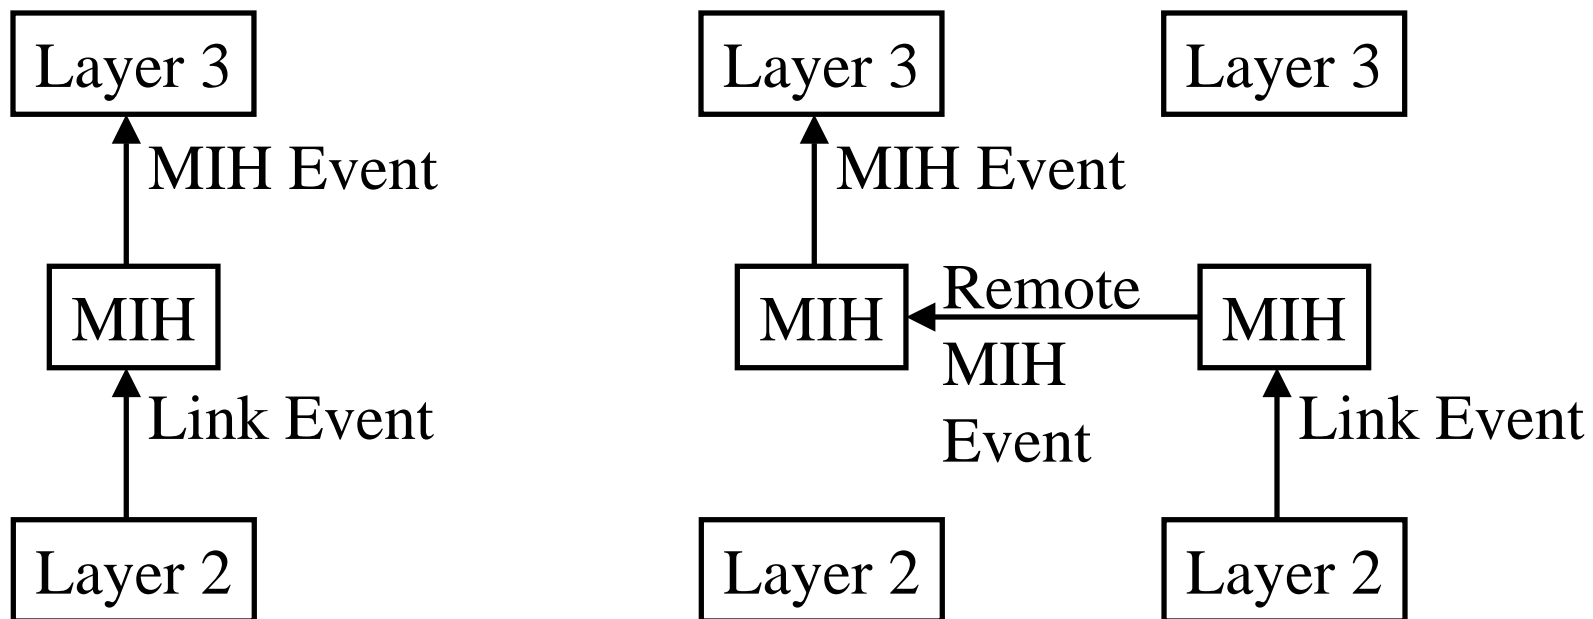 Layer 3
MIH Event
MIH
Link Event
Layer 2
Layer 3
MIH Event
MIH
Remote
MIH
Event
Layer 2
Layer 3
MIH
Link Event
Layer 2